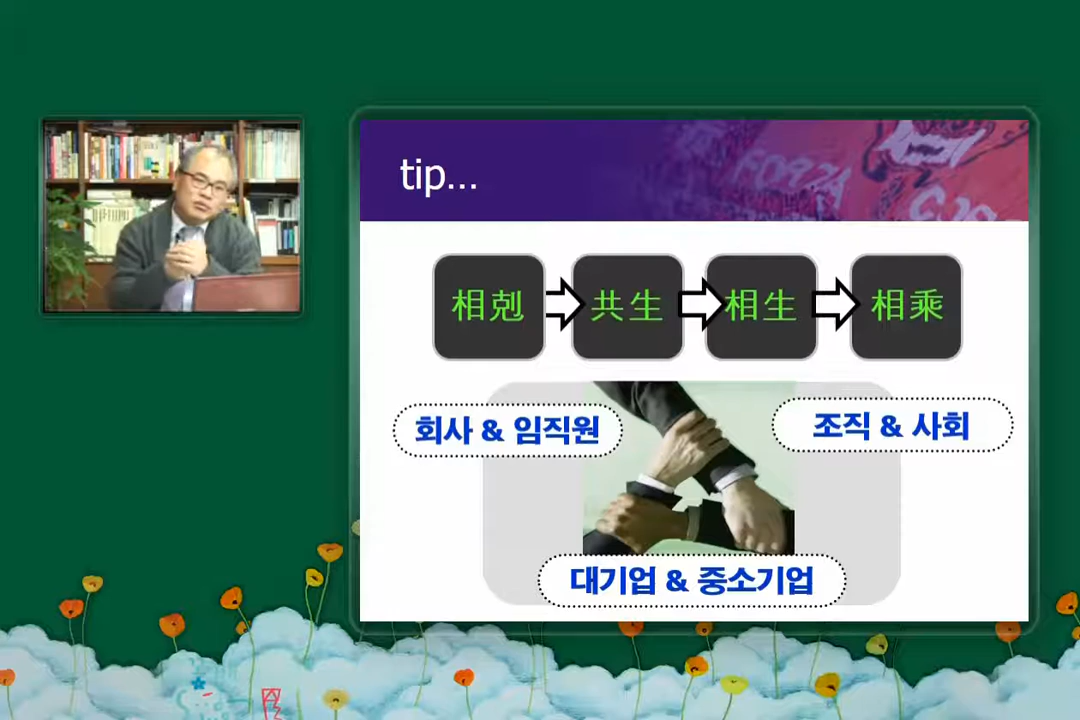 tip...
FORZA
相剋 共生 相生 相乘
회사 & 임직원
조직 & 사회
대기업 & 중소기업